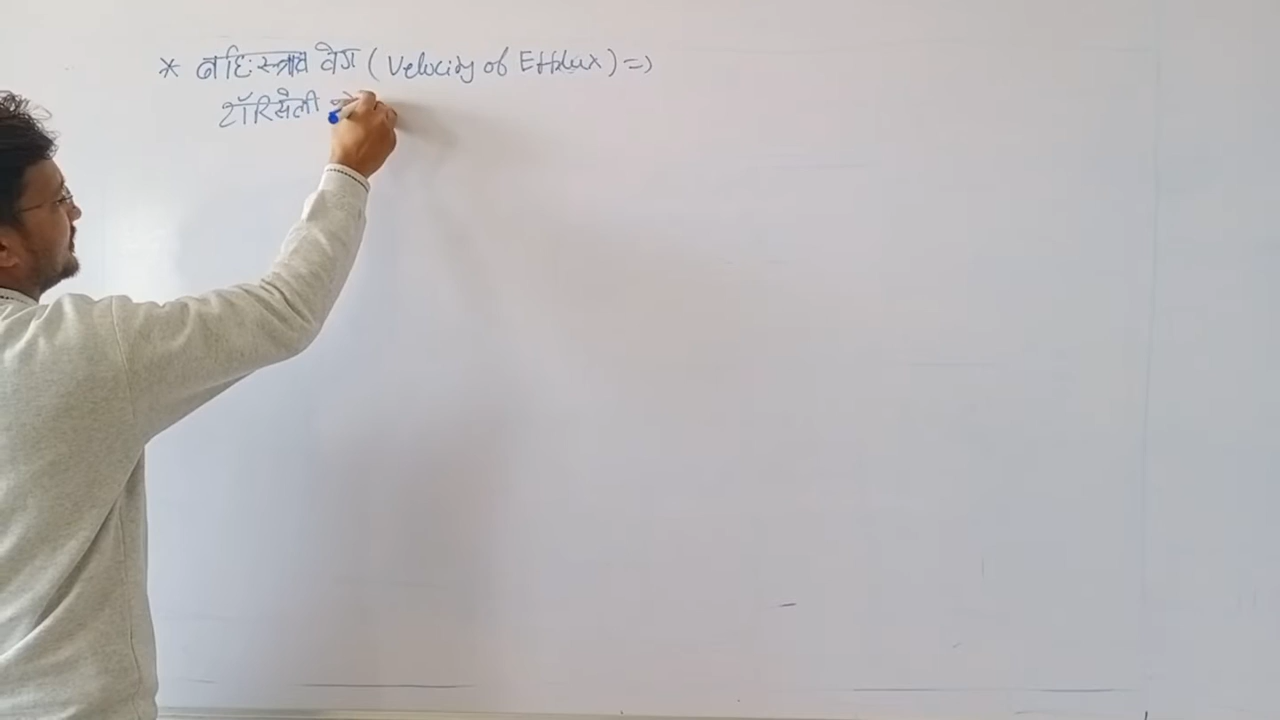 * बहिःस्त्राव वेग (Velocity of Efflux) =>
टॉरिसेली